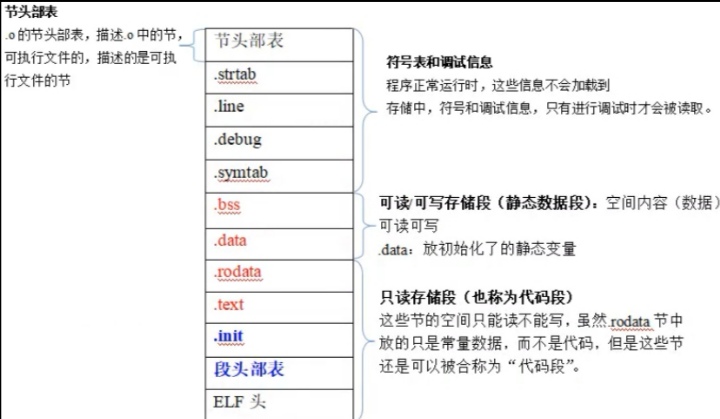 节头部表
.o 的节头部表，描述.o 中的节，
可执行文件的，描述的是可执
行文件的节
节头部表
.strtab
.line
.debug
.symtab
.bss
.data
.rodata
.text
.init
段头部表
ELF 头
符号表和调试信息
程序正常运行时，这些信息不会加载到
存储中，符号和调试信息，只有进行调试时才会被读取。
可读/可写存储段（静态数据段）：空间内容（数据）
可读可写
.data：放初始化了的静态变量
只读存储段（也称为代码段）
这些节的空间只能读不能写，虽然.rodata 节中
放的只是常量数据，而不是代码，但是这些节
还是可以被合称为“代码段”。